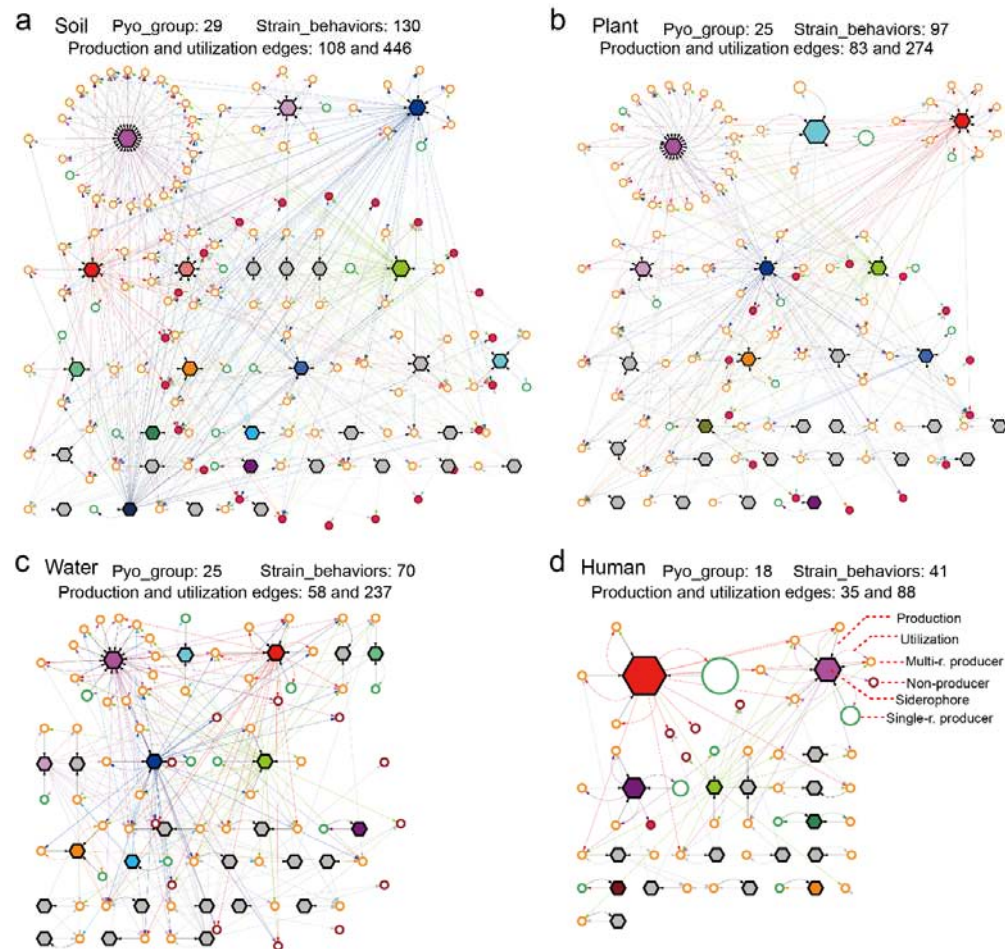 a Soil Pyo_group: 29 Strain_behaviors: 130
Production and utilization edges: 108 and 446
b Plant Pyo_group: 25 Strain_behaviors: 97
Production and utilization edges: 83 and 274
c Water Pyo_group: 25 Strain_behaviors: 70
Production and utilization edges: 58 and 237
d Human Pyo_group: 18 Strain_behaviors: 41
Production and utilization edges: 35 and 88
Production
Utilization
Multi-r. producer
Non-producer
Siderophore
Single-r. producer